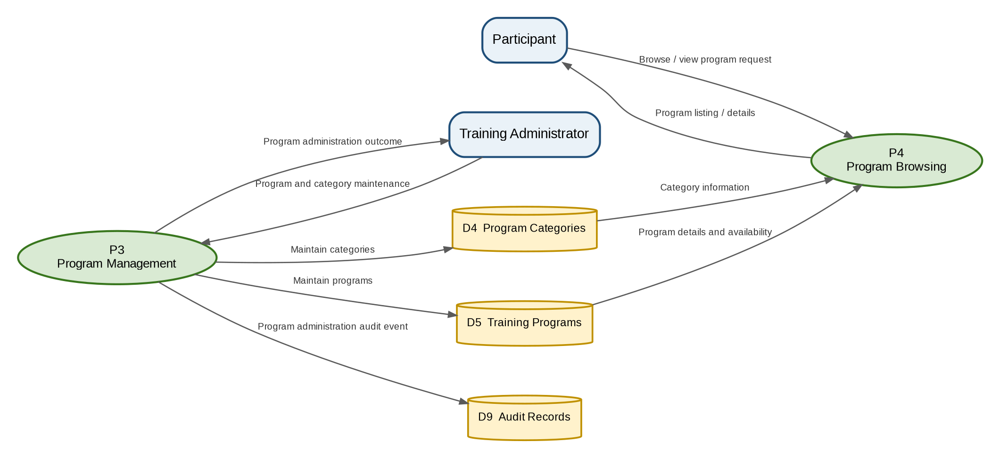 Participant
Browse / view program request
Program listing / details
Training Administrator
Program administration outcome
P4
Program Browsing
Program and category maintenance
Category information
D4  Program Categories
Program details and availability
P3
Program Management
Maintain categories
Maintain programs
D5  Training Programs
Program administration audit event
D9  Audit Records